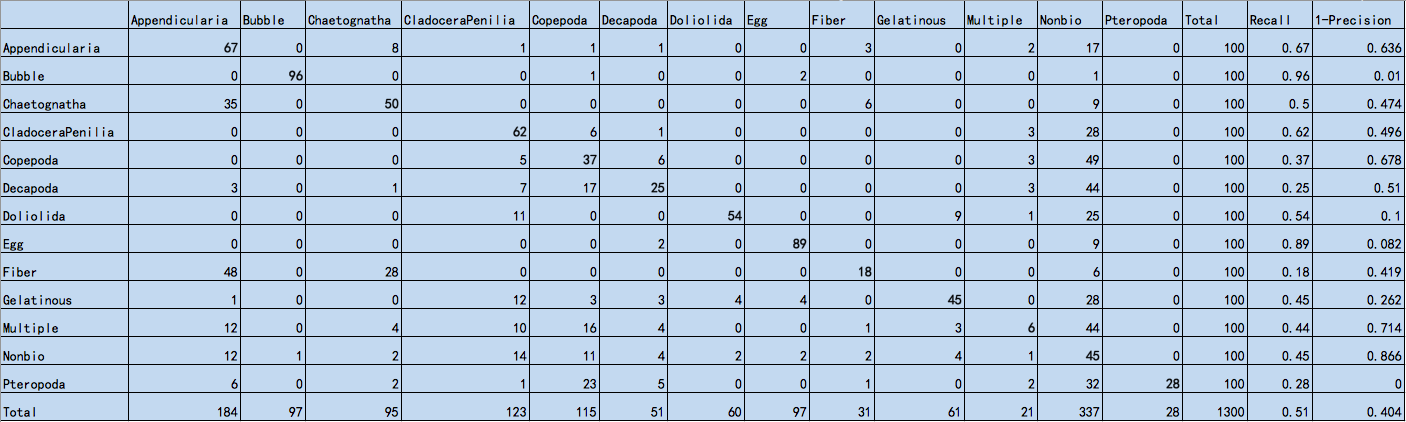 Appendicularia Bubble Chaetognatha CladoceraPenilia Copepoda Decapoda Doliolida Egg Fiber Gelatinous Multiple Nonbio Pteropoda Total Recall 1-Precision
Appendicularia 67 0 8 1 1 1 0 0 3 0 2 17 0 100 0.67 0.636
Bubble 0 96 0 0 1 0 0 2 0 0 0 1 0 100 0.96 0.01
Chaetognatha 35 0 50 0 0 0 0 0 6 0 0 9 0 100 0.5 0.474
CladoceraPenilia 0 0 0 62 6 1 0 0 0 0 3 28 0 100 0.62 0.496
Copepoda 0 0 0 5 37 6 0 0 0 0 3 49 0 100 0.37 0.678
Decapoda 3 0 1 7 17 25 0 0 0 0 3 44 0 100 0.25 0.51
Doliolida 0 0 0 11 0 0 54 0 0 9 1 25 0 100 0.54 0.1
Egg 0 0 0 0 0 2 0 89 0 0 0 9 0 100 0.89 0.082
Fiber 48 0 28 0 0 0 0 0 18 0 0 6 0 100 0.18 0.419
Gelatinous 1 0 0 12 3 3 4 4 0 45 0 28 0 100 0.45 0.262
Multiple 12 0 4 10 16 4 0 0 1 3 6 44 0 100 0.44 0.714
Nonbio 12 1 2 14 11 4 2 2 2 4 1 45 0 100 0.45 0.866
Pteropoda 6 0 2 1 23 5 0 0 1 0 2 32 28 100 0.28 0
Total 184 97 95 123 115 51 60 97 31 61 21 337 28 1300 0.51 0.404